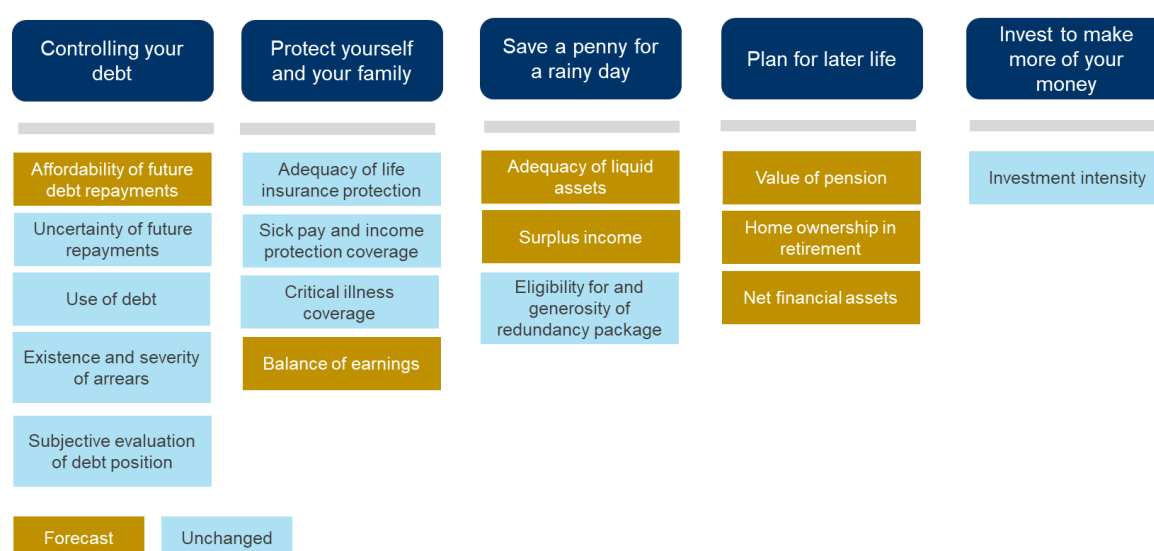 Controlling your
debt
Protect yourself
and your family
Save a penny for
a rainy day
Plan for later life
Invest to make
more of your
money
Affordability of future
debt repayments
Uncertainty of future
repayments
Use of debt
Existence and severity
of arrears
Subjective evaluation
of debt position
Adequacy of life
insurance protection
Sick pay and income
protection coverage
Critical illness
coverage
Balance of earnings
Adequacy of liquid
assets
Surplus income
Eligibility for and
generosity of
redundancy package
Value of pension
Home ownership in
retirement
Net financial assets
Investment intensity
Forecast
Unchanged